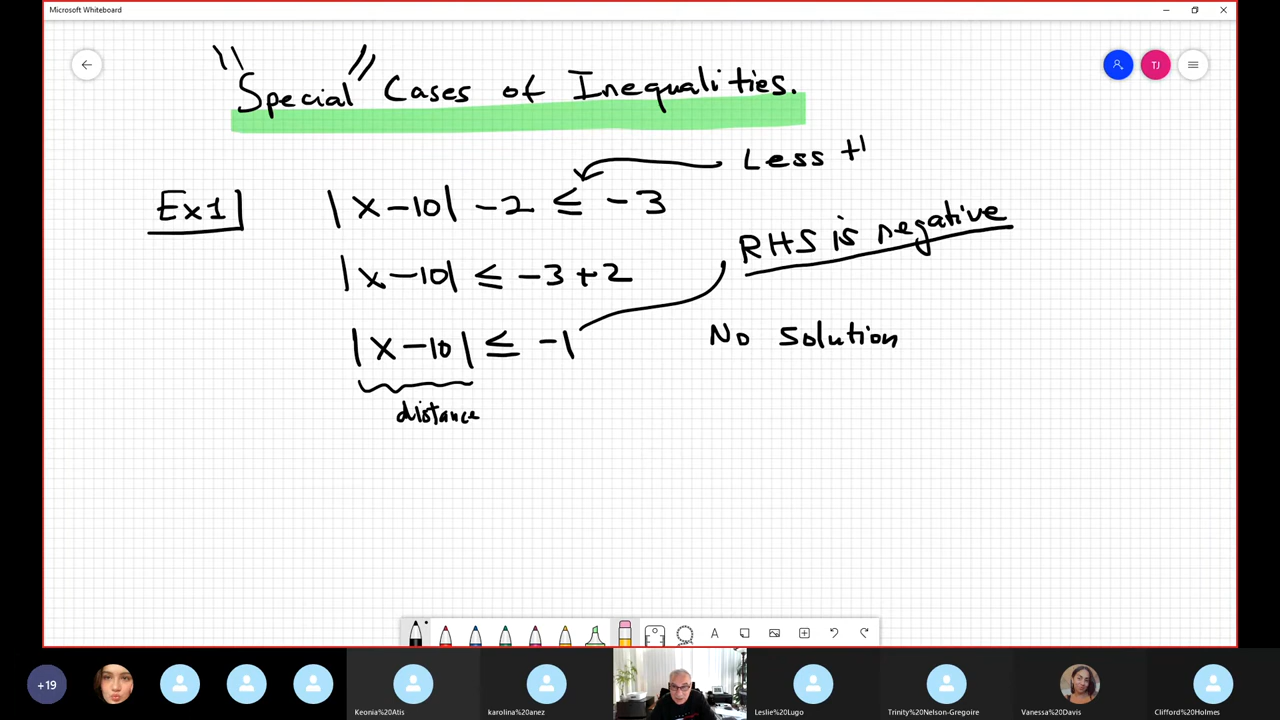 Microsoft Whiteboard
TJ
"Special" Cases of Inequalities.
Less th
Ex1 |x-10| -2 ≤ -3
RHS is negative
|x-10| ≤ -3+2
|x-10| ≤ -1
No solution
distance
A
+19
Keonia%20Atis
karolina%20anez
Leslie%20Lugo
Trinity%20Nelson-Gregoire
Vanessa%20Davis
Clifford%20Holmes